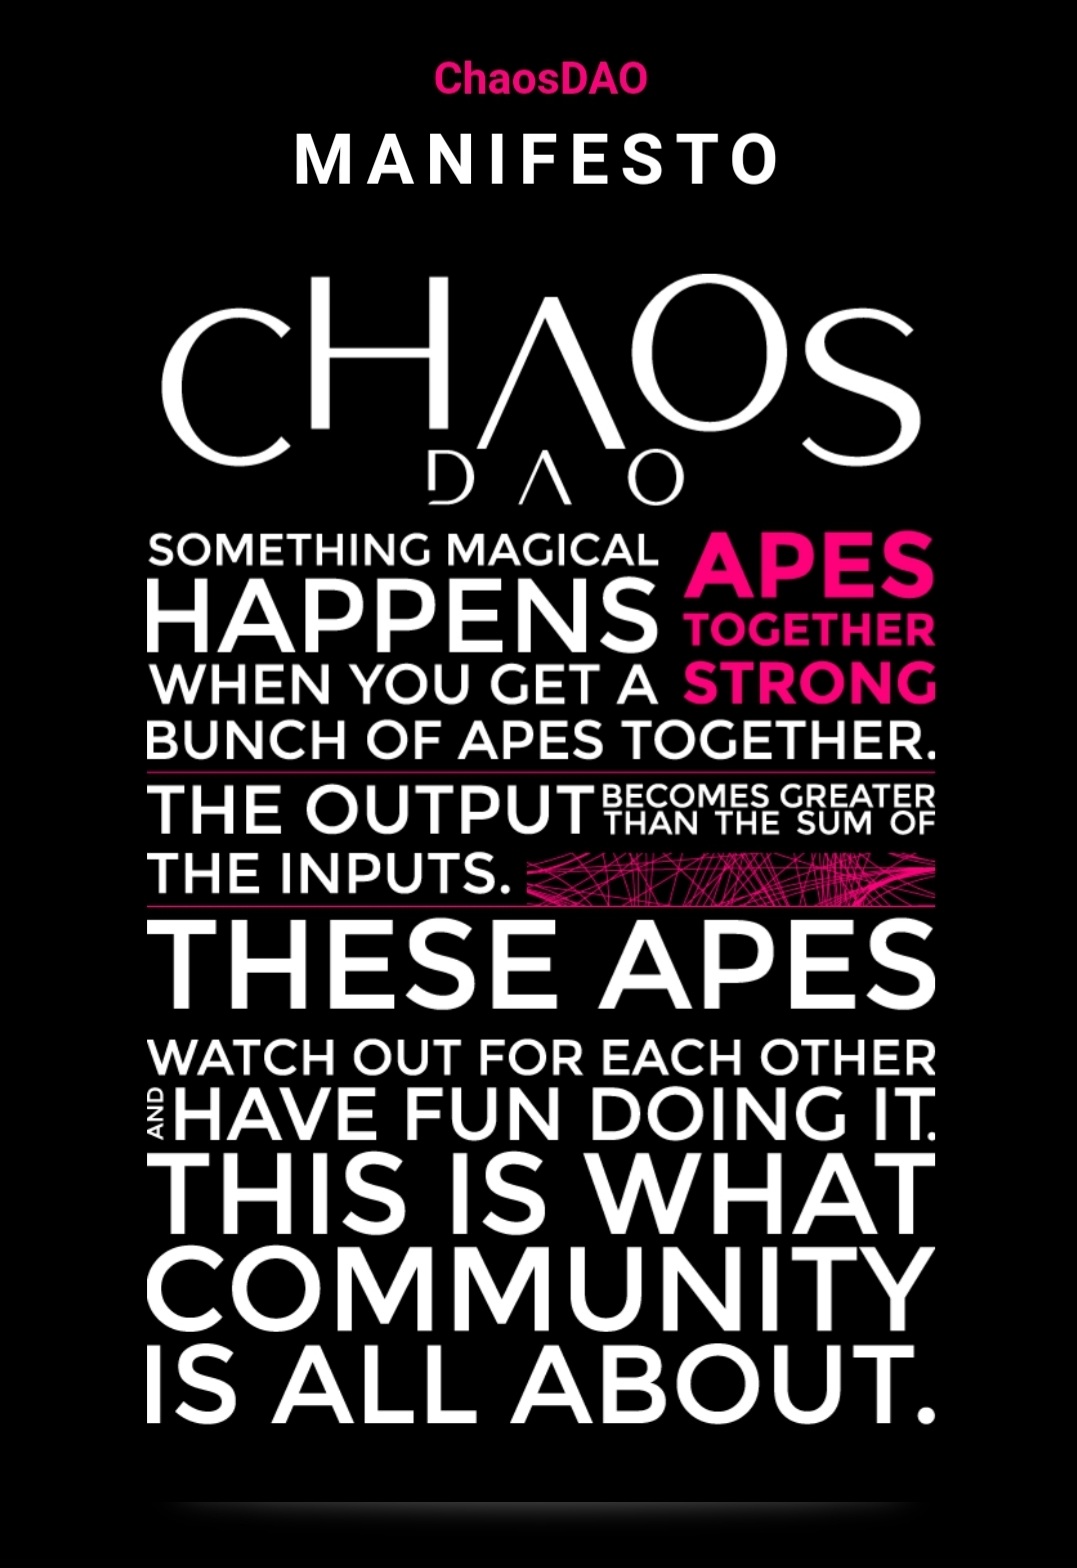 ChaosDAO
MANIFESTO
CHAOS
DAO
SOMETHING MAGICAL
HAPPENS
WHEN YOU GET A
BUNCH OF APES TOGETHER.
APES
TOGETHER
STRONG
THE OUTPUT BECOMES GREATER
THAN THE SUM OF
THE INPUTS.
THESE APES
WATCH OUT FOR EACH OTHER
AND HAVE FUN DOING IT.
THIS IS WHAT
COMMUNITY
IS ALL ABOUT.